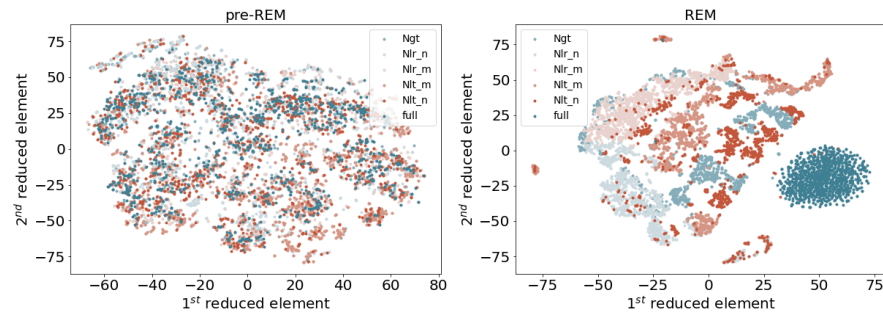 pre-REM
2nd reduced element
75
50
25
0
−25
−50
−75
Ngt
Nlr_n
Nlr_m
Nlt_m
Nlt_n
full
−60
−40
−20
0
20
40
60
80
1st reduced element
REM
2nd reduced element
75
50
25
0
−25
−50
−75
Ngt
Nlr_n
Nlr_m
Nlt_m
Nlt_n
full
−75
−50
−25
0
25
50
75
1st reduced element